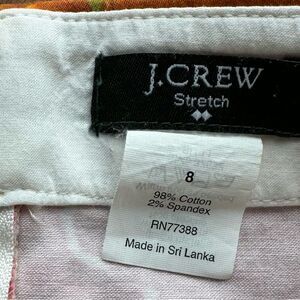 J.CREW
Stretch
8
98% Cotton
2% Spandex
RN77388
Made in Sri Lanka